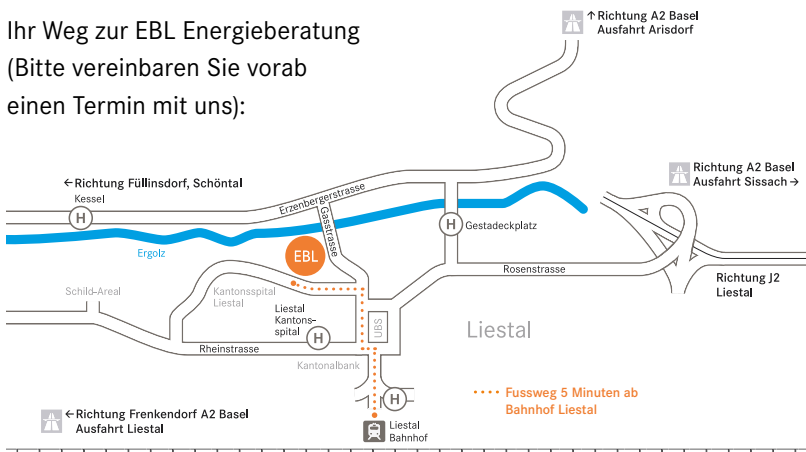 Ihr Weg zur EBL Energieberatung
(Bitte vereinbaren Sie vorab
einen Termin mit uns):
↑Richtung A2 Basel
Ausfahrt Arisdorf
Richtung A2 Basel
Ausfahrt Sissach→
←Richtung Füllinsdorf, Schöntal
Kessel
H
Erzenbergerstrasse
Gasstrasse
H
Gestadeckplatz
Ergolz
EBL
Rosenstrasse
Richtung J2
Liestal
Schild-Areal
Kantonsspital
Liestal
Liestal
Kantons-
spital
H
UBS
Liestal
Rheinstrasse
Kantonalbank
H
Fussweg 5 Minuten ab
Bahnhof Liestal
←Richtung Frenkendorf A2 Basel
Ausfahrt Liestal
Liestal
Bahnhof